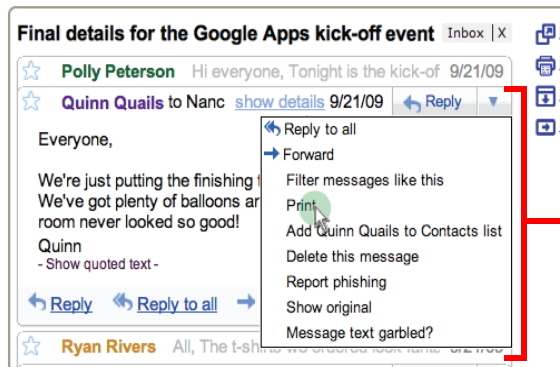 Final details for the Google Apps kick-off event Inbox | X
Polly Peterson Hi everyone, Tonight is the kick-of 9/21/09
Quinn Quails to Nanc show details 9/21/09 Reply
Everyone,
We're just putting the finishing
We've got plenty of balloons
room never looked so good!
Quinn
- Show quoted text -
Reply to all
Forward
Filter messages like this
Print
Add Quinn Quails to Contacts list
Delete this message
Report phishing
Show original
Message text garbled?
Reply Reply to all
Ryan Rivers All, The t-shirts we ordered look